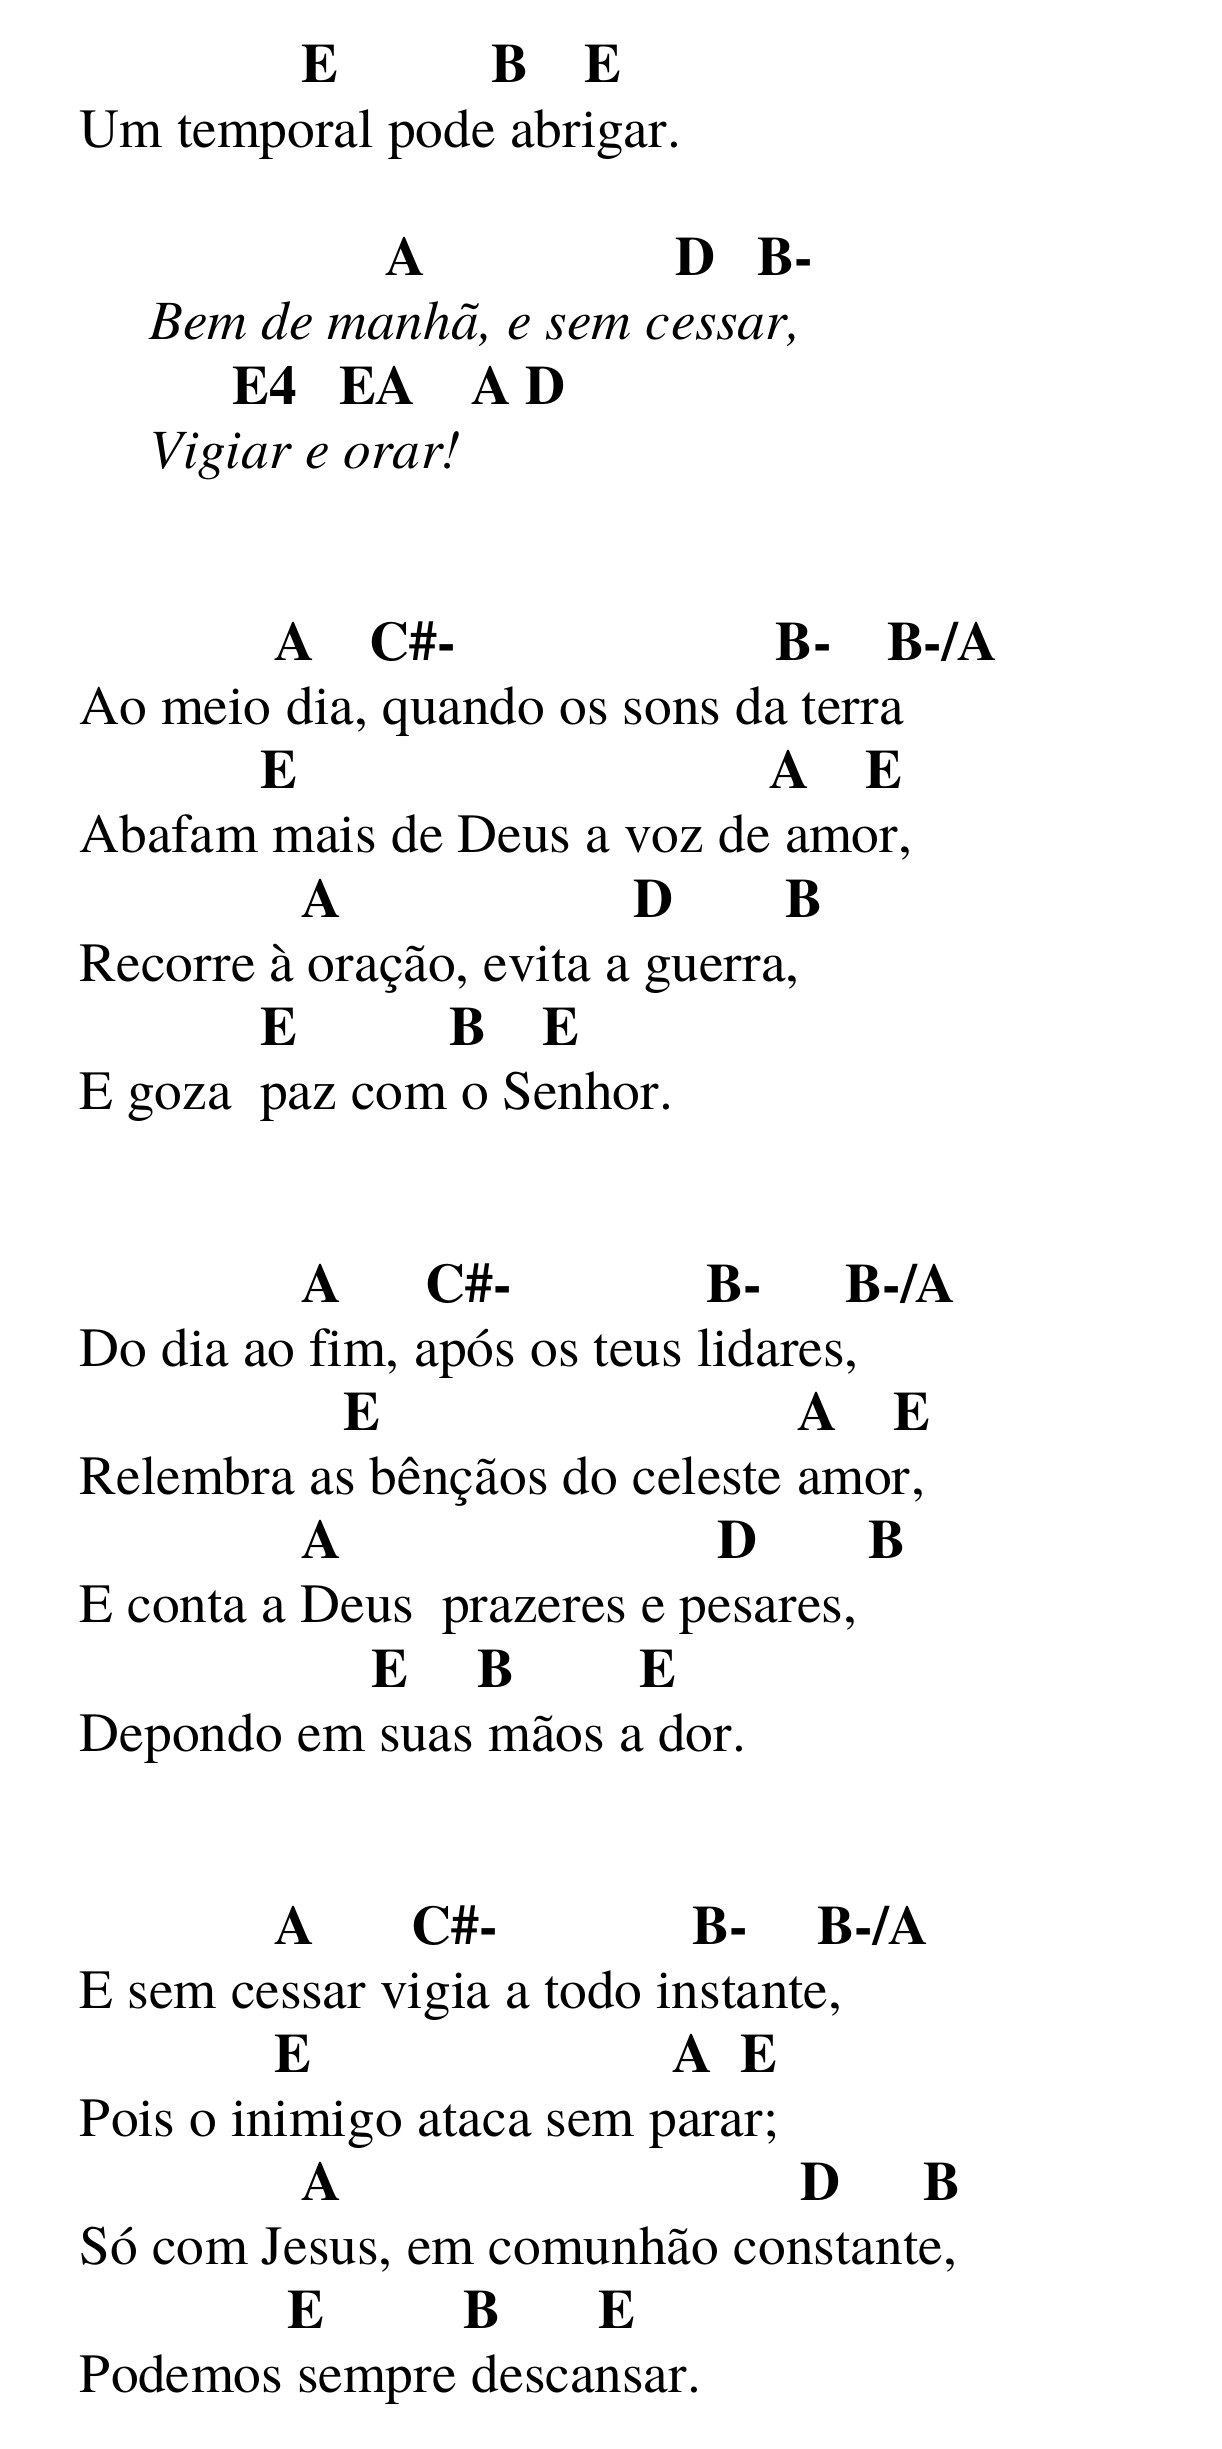 E B E
Um temporal pode abrigar.
A D B-
Bem de manhã, e sem cessar,
E4 EA A D
Vigiar e orar!
A C#- B- B-/A
Ao meio dia, quando os sons da terra
E A E
Abafam mais de Deus a voz de amor,
A D B
Recorre à oração, evita a guerra,
E B E
E goza  paz com o Senhor.
A C#- B- B-/A
Do dia ao fim, após os teus lidares,
E A E
Relembra as bênçãos do celeste amor,
A D B
E conta a Deus  prazeres e pesares,
E B E
Depondo em suas mãos a dor.
A C#- B- B-/A
E sem cessar vigia a todo instante,
E A E
Pois o inimigo ataca sem parar;
A D B
Só com Jesus, em comunhão constante,
E B E
Podemos sempre descansar.